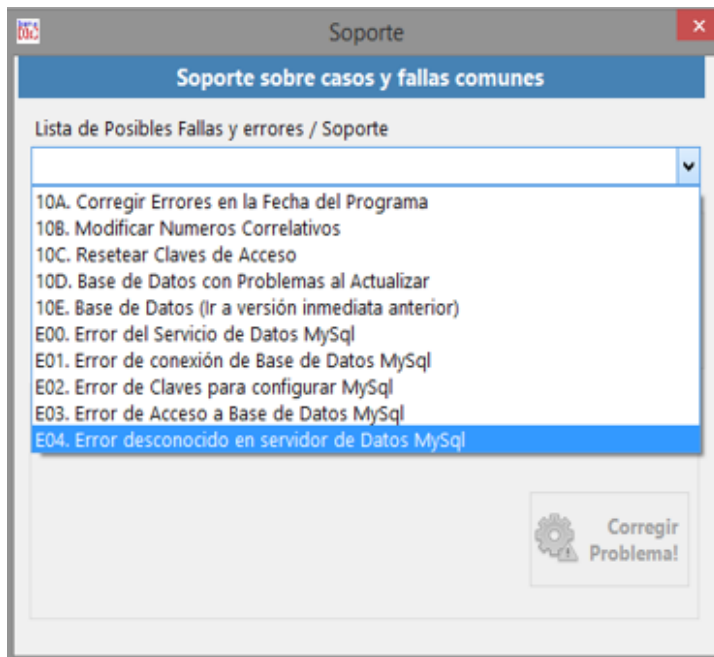 Soporte
Soporte sobre casos y fallas comunes
Lista de Posibles Fallas y errores / Soporte
10A. Corregir Errores en la Fecha del Programa
10B. Modificar Numeros Correlativos
10C. Resetear Claves de Acceso
10D. Base de Datos con Problemas al Actualizar
10E. Base de Datos (Ir a versión inmediata anterior)
E00. Error del Servicio de Datos MySql
E01. Error de conexión de Base de Datos MySql
E02. Error de Claves para configurar MySql
E03. Error de Acceso a Base de Datos MySql
E04. Error desconocido en servidor de Datos MySql
Corregir
Problema!